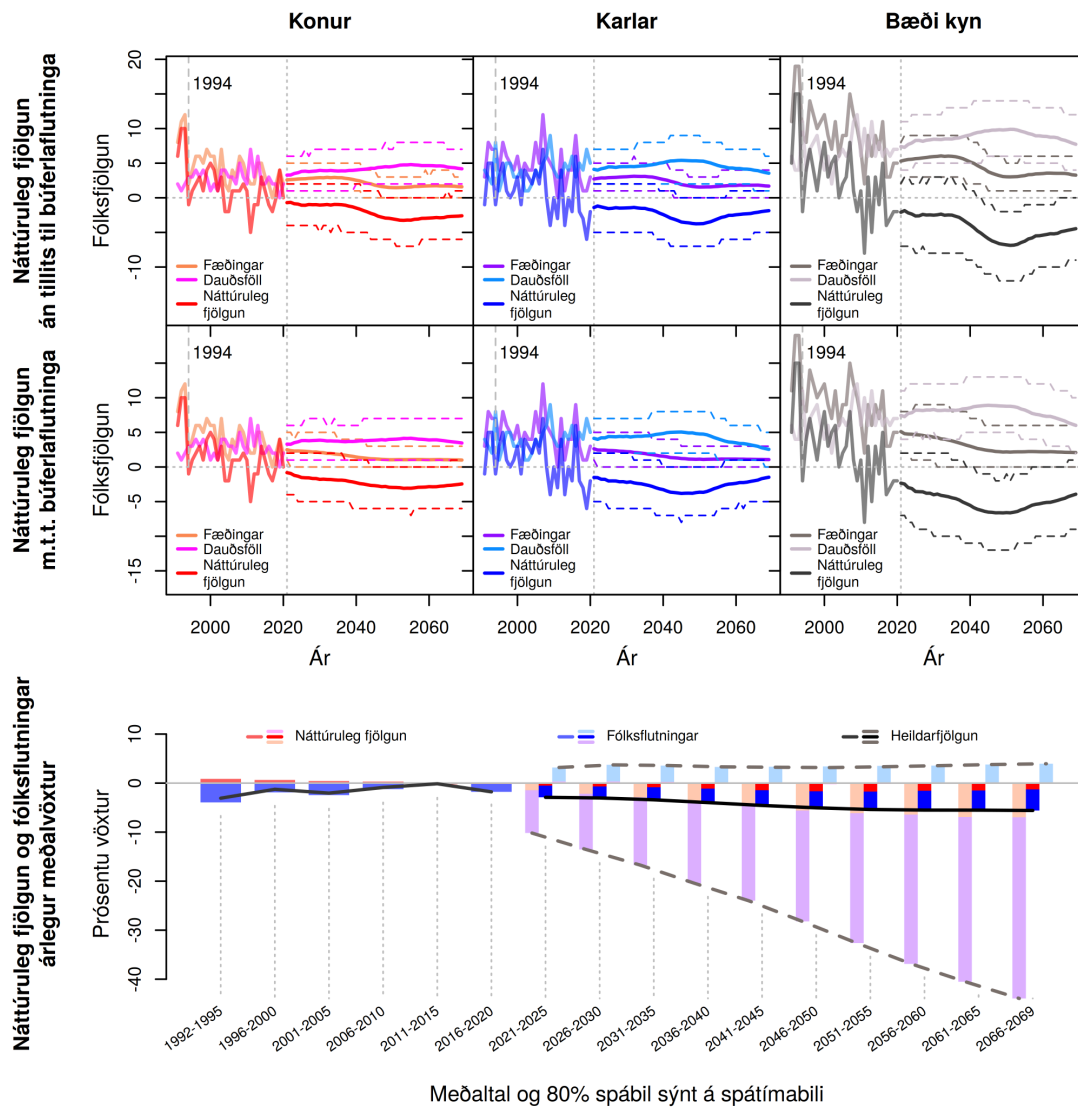 Konur
Karlar
Bæði kyn
Náttúruleg fjölgun
án tillits til búferlaflutninga
Fólksfjölgun
20
10
5
0
-10
1994
Fæðingar
Dauðsföll
Náttúruleg
fjölgun
1994
Fæðingar
Dauðsföll
Náttúruleg
fjölgun
1994
Fæðingar
Dauðsföll
Náttúruleg
fjölgun
Náttúruleg fjölgun
m.t.t. búferlaflutninga
Fólksfjölgun
10
5
0
-5
-15
1994
Fæðingar
Dauðsföll
Náttúruleg
fjölgun
1994
Fæðingar
Dauðsföll
Náttúruleg
fjölgun
1994
Fæðingar
Dauðsföll
Náttúruleg
fjölgun
2000 2020 2040 2060
2000 2020 2040 2060
2000 2020 2040 2060
Ár
Ár
Ár
Náttúruleg fjölgun og fólksflutningar
árlegur meðalvöxtur
Prósentu vöxtur
10
0
-10
-20
-30
-40
Náttúruleg fjölgun
Fólksflutningar
Heildarfjölgun
1992-1995
1996-2000
2001-2005
2006-2010
2011-2015
2016-2020
2021-2025
2026-2030
2031-2035
2036-2040
2041-2045
2046-2050
2051-2055
2056-2060
2061-2065
2066-2069
Meðaltal og 80% spábil sýnt á spátímabili